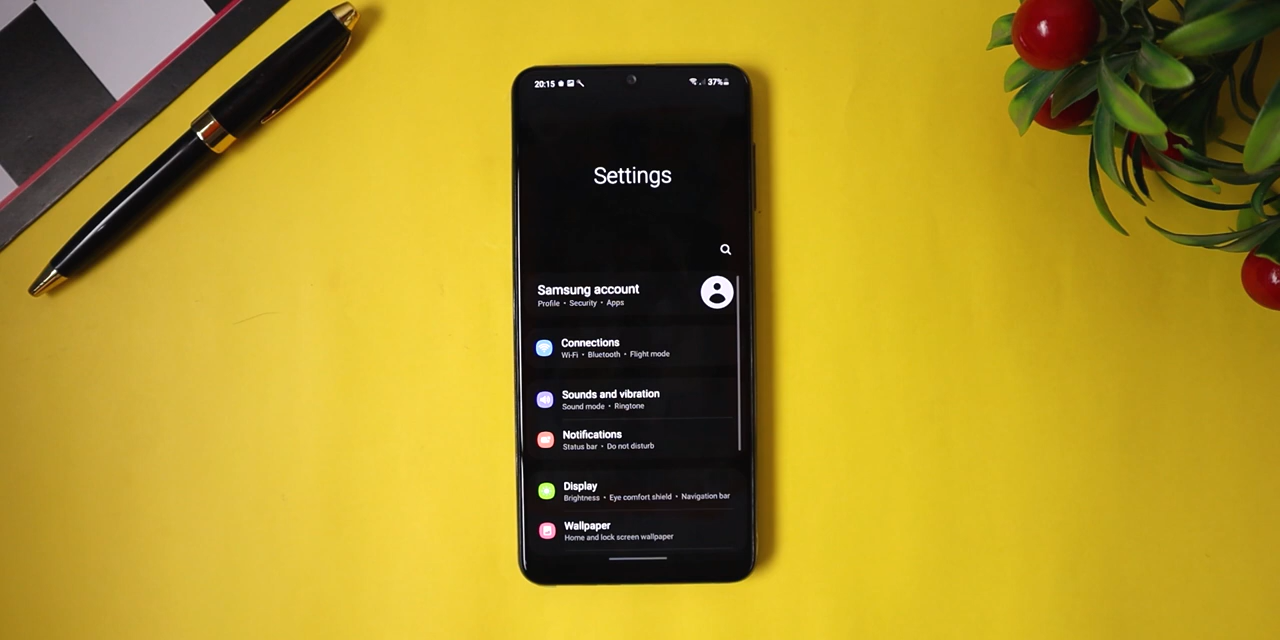 20:15 37%
Settings
Samsung account
Profile • Security • Apps
Connections
Wi-Fi • Bluetooth • Flight mode
Sounds and vibration
Sound mode • Ringtone
Notifications
Status bar • Do not disturb
Display
Brightness • Eye comfort shield • Navigation bar
Wallpaper
Home and lock screen wallpaper